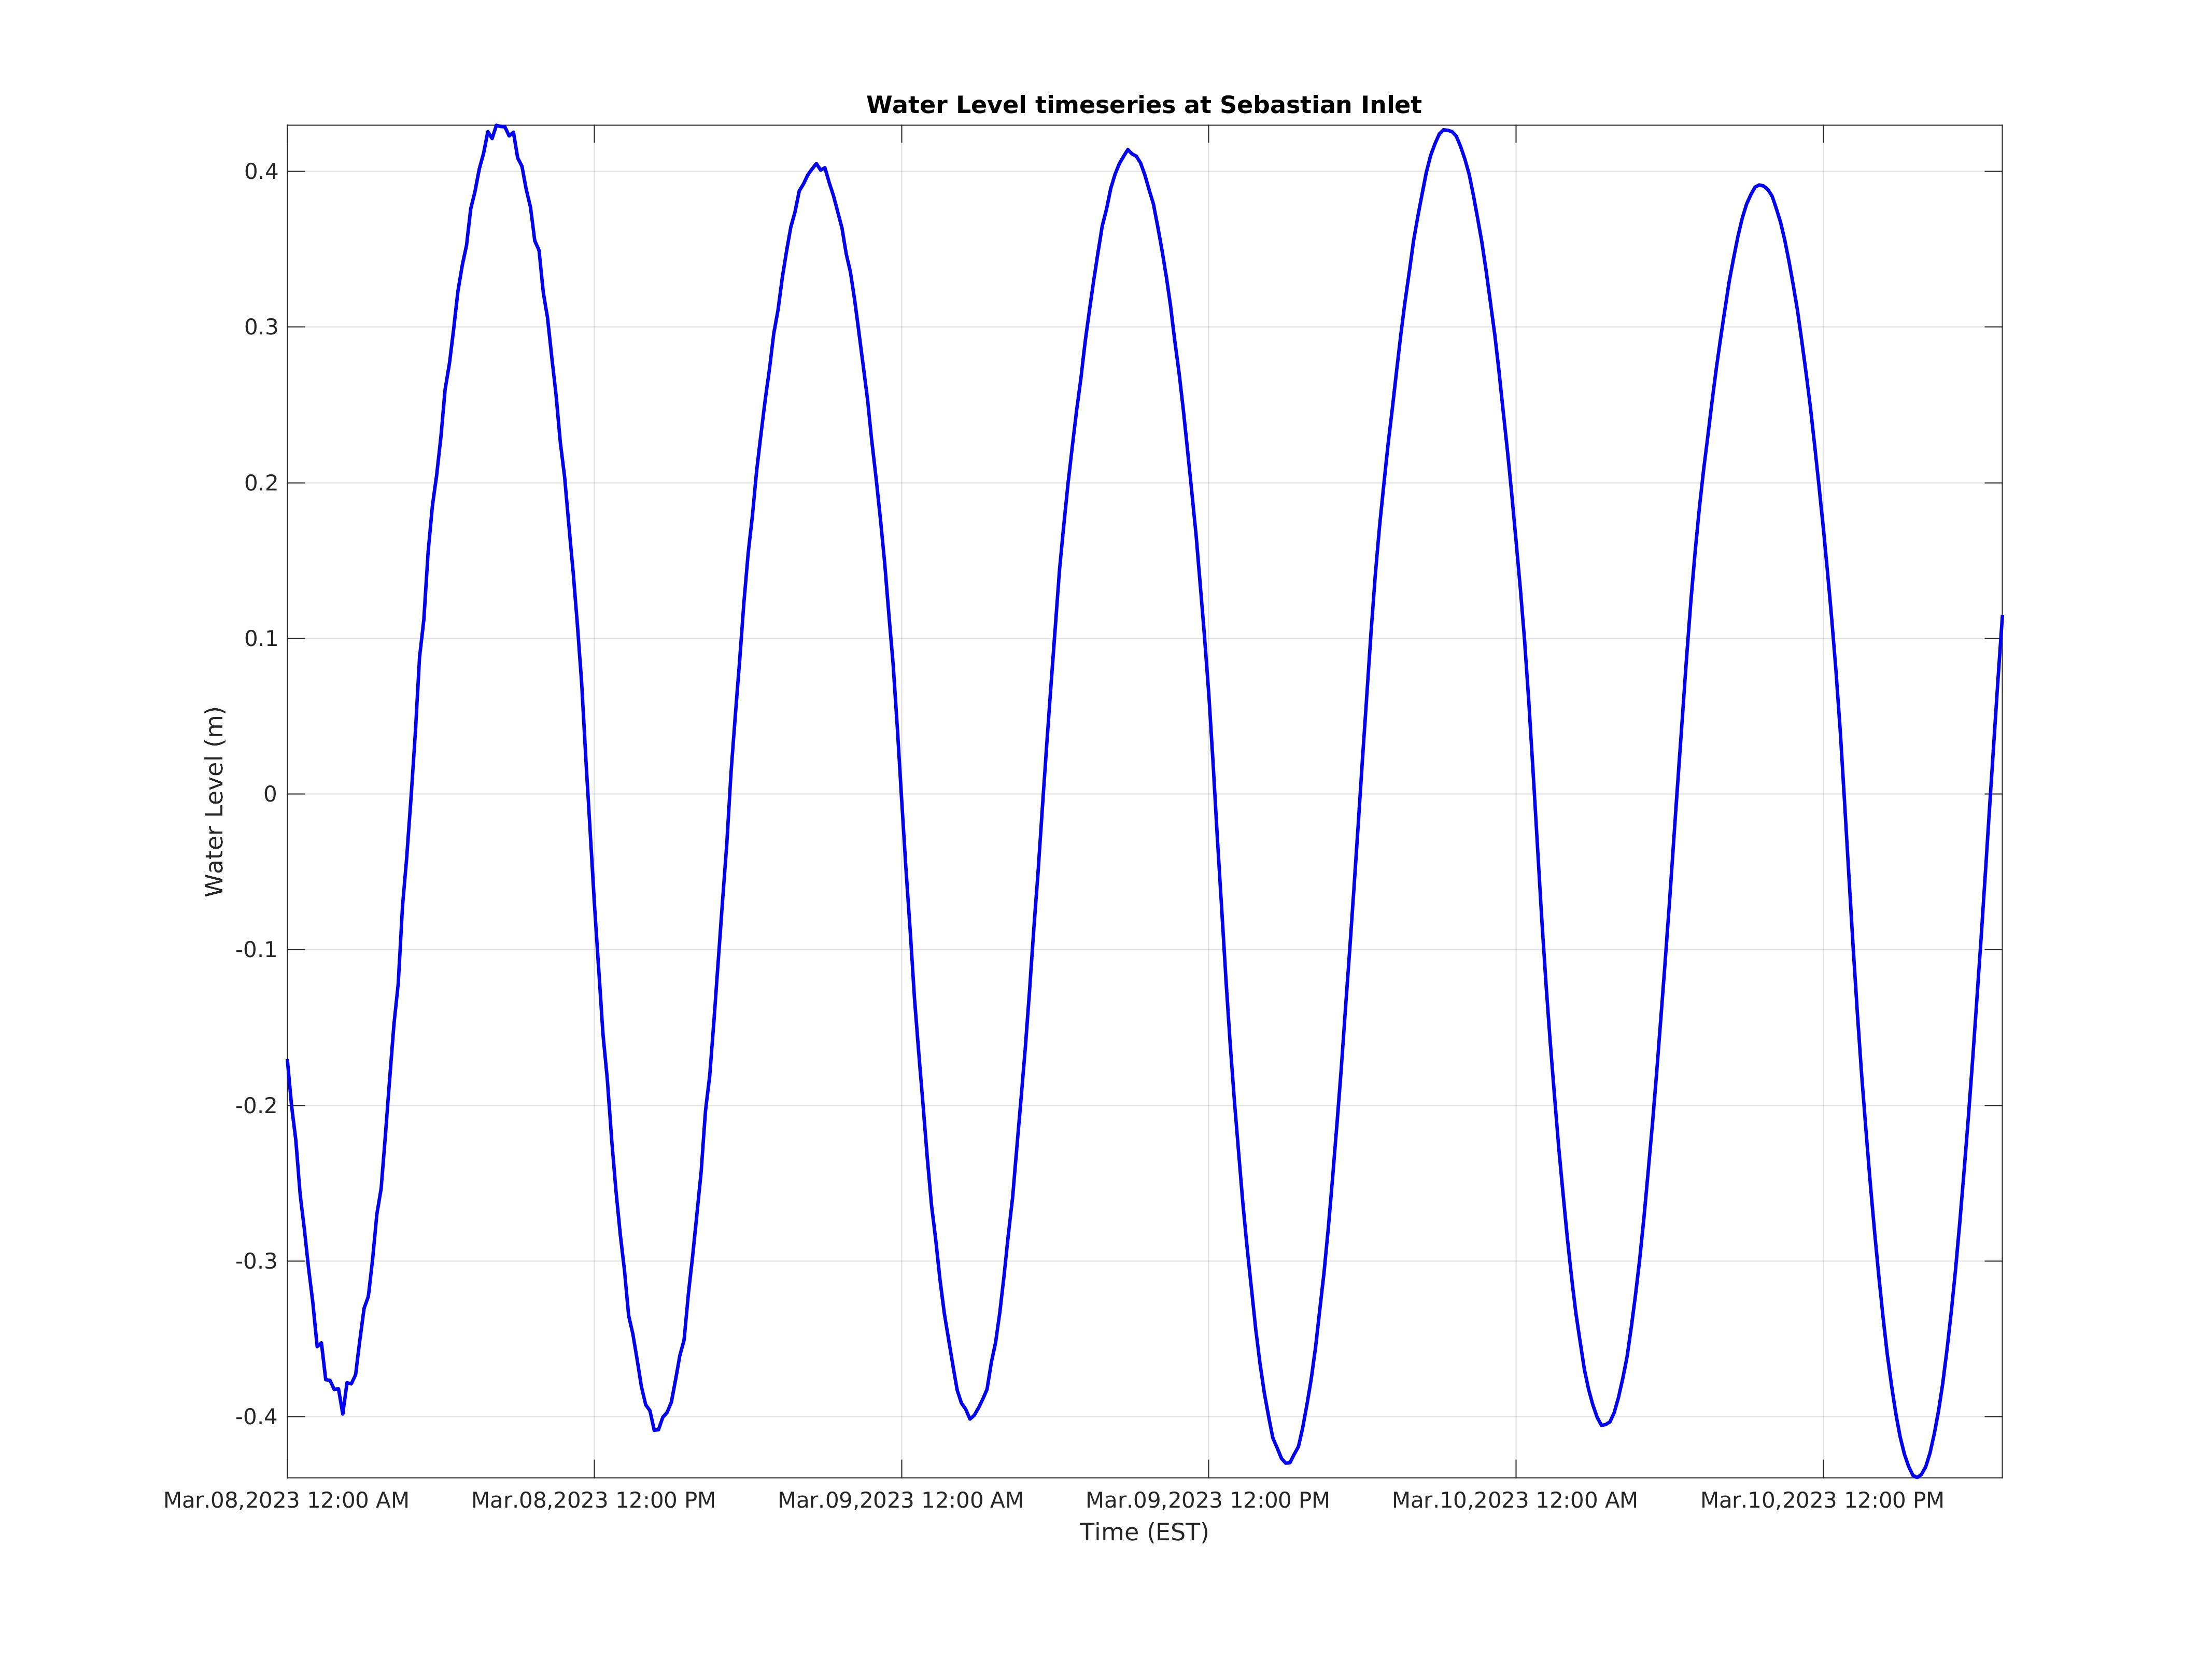 Water Level timeseries at Sebastian Inlet
0.4
0.3
0.2
0.1
0
-0.1
-0.2
-0.3
-0.4
Water Level (m)
Mar.08,2023 12:00 AM Mar.08,2023 12:00 PM Mar.09,2023 12:00 AM Mar.09,2023 12:00 PM Mar.10,2023 12:00 AM Mar.10,2023 12:00 PM
Time (EST)